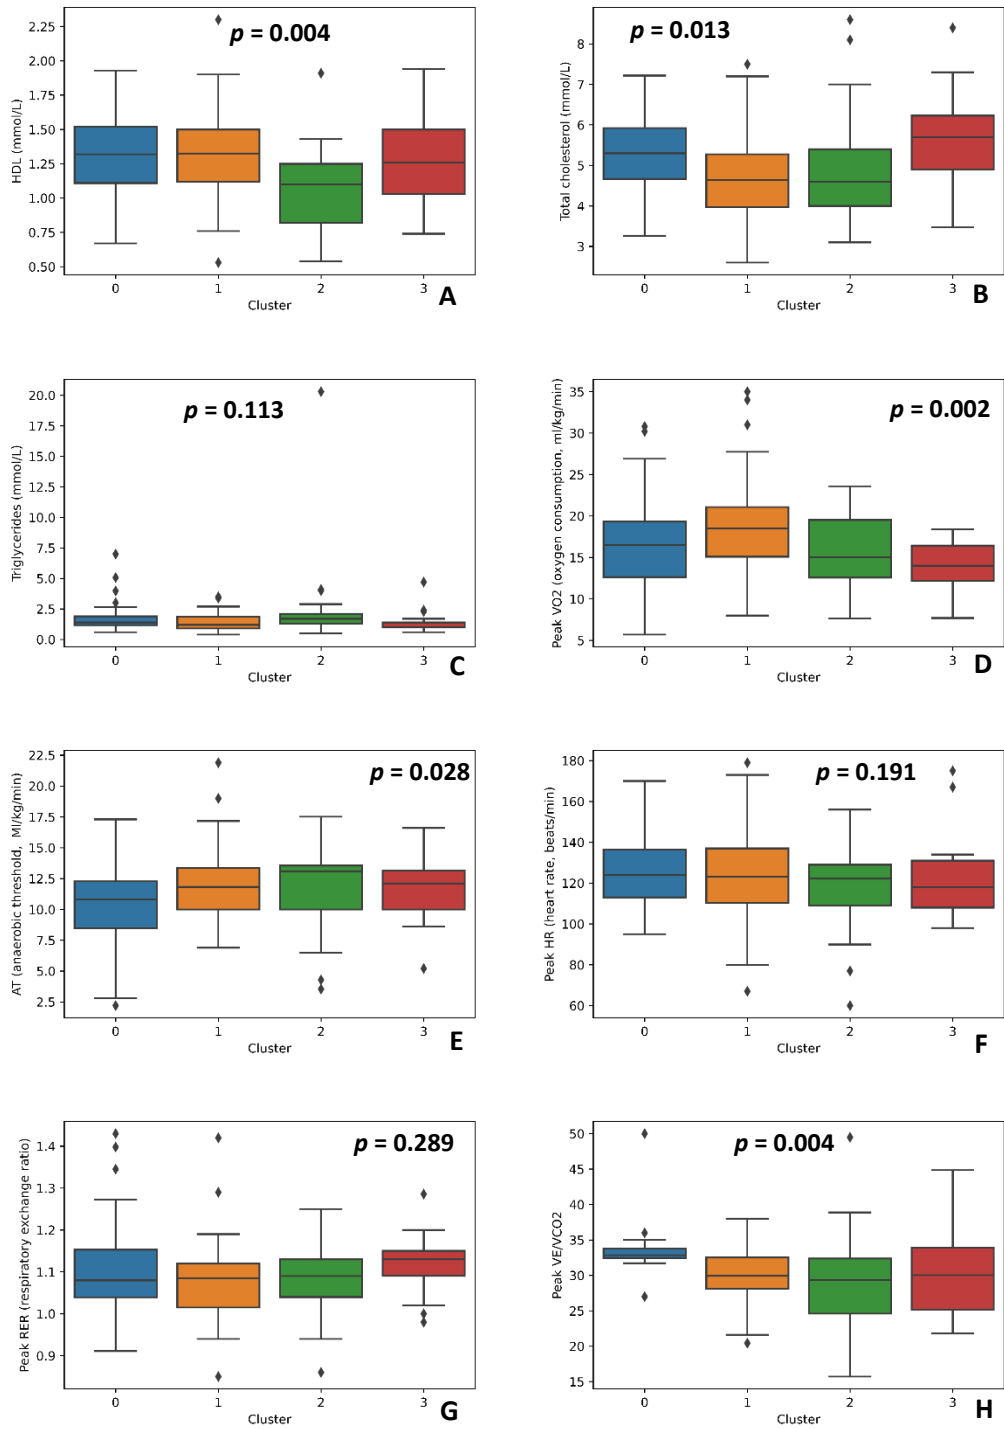 p = 0.004
HDL (mmol/L)
2.25
2.00
1.75
1.50
1.25
1.00
0.75
0.50
0 1 2 3
Cluster
A
p = 0.013
Total cholesterol (mmol/L)
8
7
6
5
4
3
0 1 2 3
Cluster
B
p = 0.113
Triglycerides (mmol/L)
20.0
17.5
15.0
12.5
10.0
7.5
5.0
2.5
0.0
0 1 2 3
Cluster
C
p = 0.002
Peak VO2 (oxygen consumption, ml/kg/min)
35
30
25
20
15
10
5
0 1 2 3
Cluster
D
p = 0.028
AT (anaerobic threshold, Ml/kg/min)
22.5
20.0
17.5
15.0
12.5
10.0
7.5
5.0
2.5
0 1 2 3
Cluster
E
p = 0.191
Peak HR (heart rate, beats/min)
180
160
140
120
100
80
60
0 1 2 3
Cluster
F
p = 0.289
Peak RER (respiratory exchange ratio)
1.4
1.3
1.2
1.1
1.0
0.9
0 1 2 3
Cluster
G
p = 0.004
Peak VE/VCO2
50
45
40
35
30
25
20
15
0 1 2 3
Cluster
H